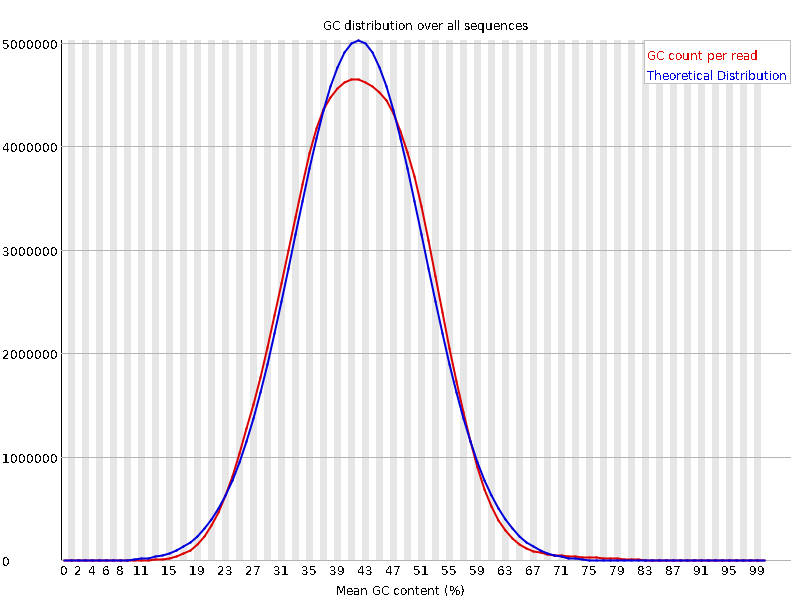 GC distribution over all sequences
GC count per read
Theoretical Distribution
5000000
4000000
3000000
2000000
1000000
0
0 2 4 6 8 11 15 19 23 27 31 35 39 43 47 51 55 59 63 67 71 75 79 83 87 91 95 99
Mean GC content (%)